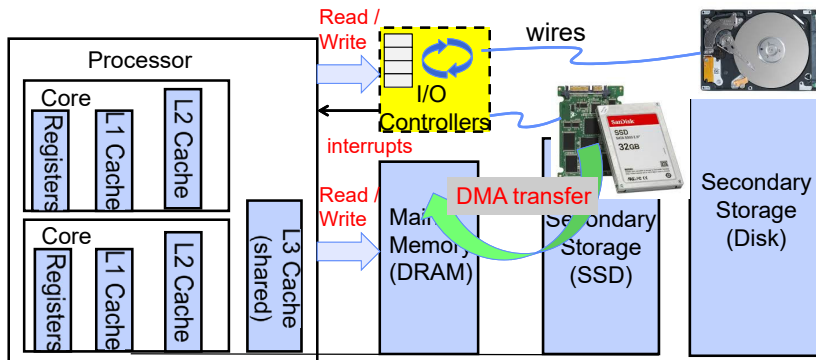 Processor
Core
Registers
L1 Cache
L2 Cache
Core
Registers
L1 Cache
L2 Cache
L3 Cache
(shared)
Read /
Write
I/O
Controllers
interrupts
Read /
Write
wires
SanDisk
SSD
32GB
DMA transfer
Main
Memory
(DRAM)
Secondary
Storage
(SSD)
Secondary
Storage
(Disk)